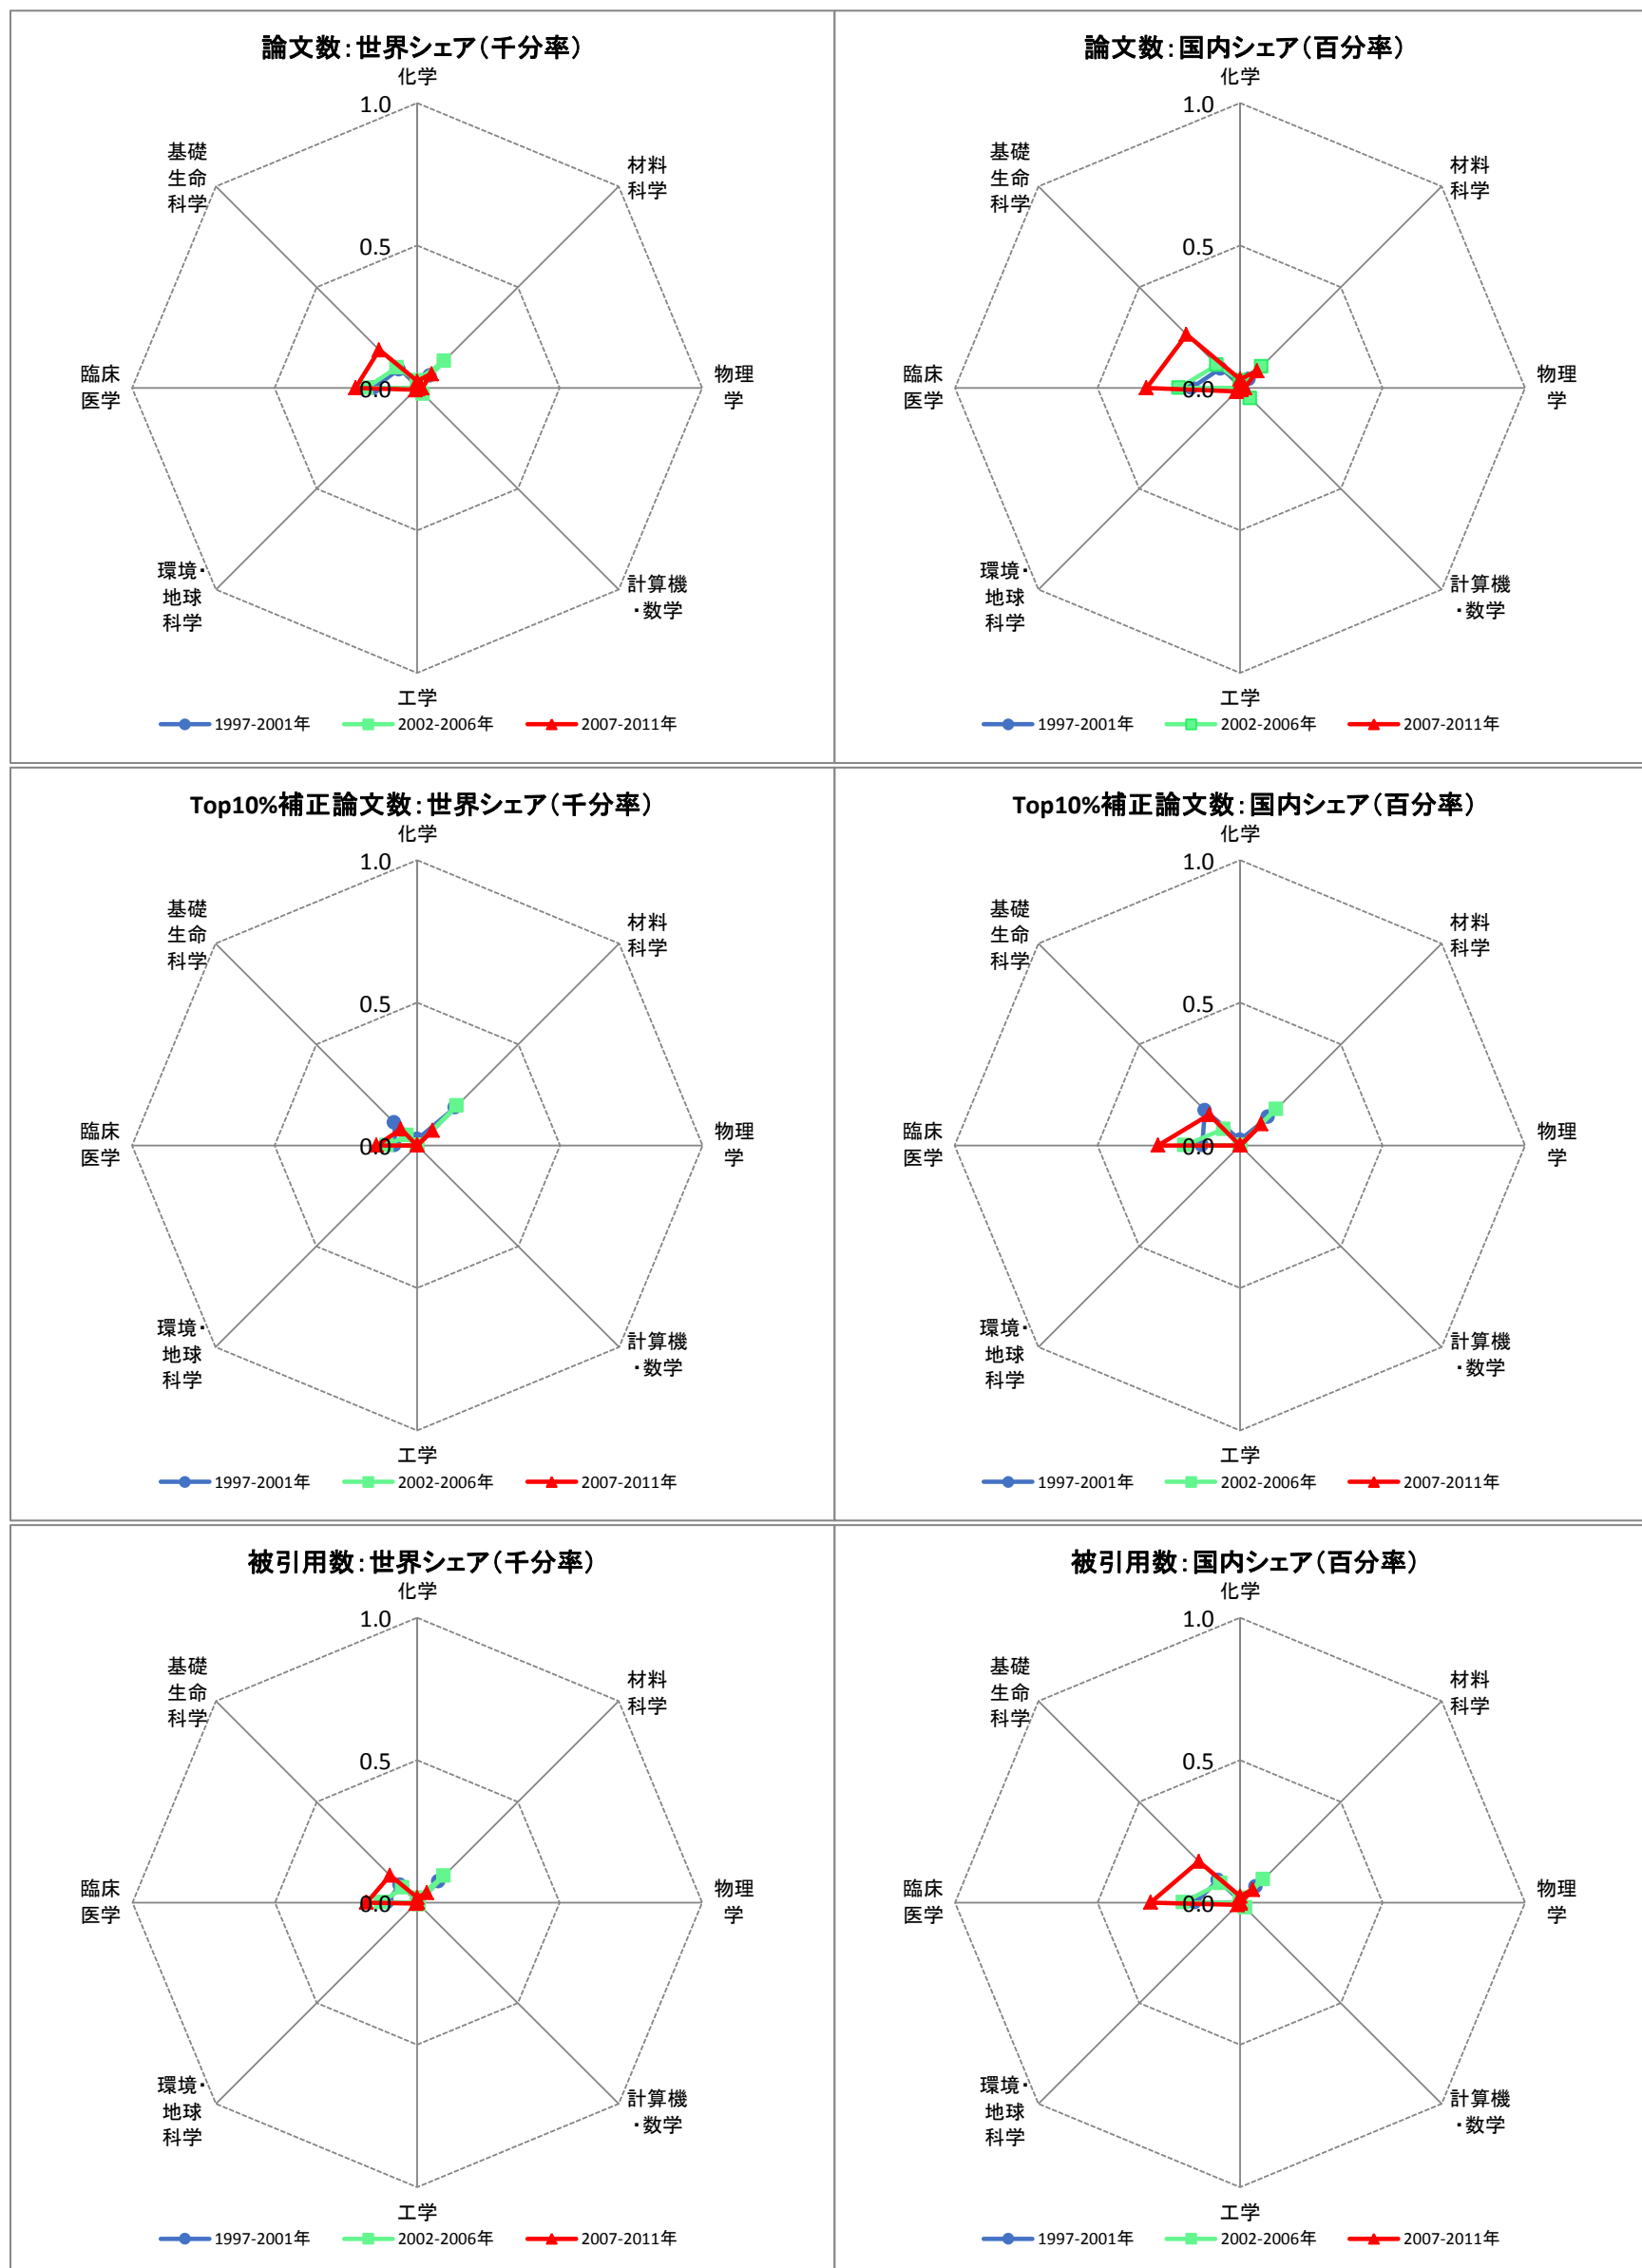 論文数：世界シェア（千分率）
化学
1.0
基礎
生命
科学
材料
科学
0.5
臨床
医学
0.0
物理
学
環境・
地球
科学
計算機
・数学
工学
1997-2001年 2002-2006年 2007-2011年
論文数：国内シェア（百分率）
化学
1.0
基礎
生命
科学
材料
科学
0.5
臨床
医学
0.0
物理
学
環境・
地球
科学
計算機
・数学
工学
1997-2001年 2002-2006年 2007-2011年
Top10%補正論文数：世界シェア（千分率）
化学
1.0
基礎
生命
科学
材料
科学
0.5
臨床
医学
0.0
物理
学
環境・
地球
科学
計算機
・数学
工学
1997-2001年 2002-2006年 2007-2011年
Top10%補正論文数：国内シェア（百分率）
化学
1.0
基礎
生命
科学
材料
科学
0.5
臨床
医学
0.0
物理
学
環境・
地球
科学
計算機
・数学
工学
1997-2001年 2002-2006年 2007-2011年
被引用数：世界シェア（千分率）
化学
1.0
基礎
生命
科学
材料
科学
0.5
臨床
医学
0.0
物理
学
環境・
地球
科学
計算機
・数学
工学
1997-2001年 2002-2006年 2007-2011年
被引用数：国内シェア（百分率）
化学
1.0
基礎
生命
科学
材料
科学
0.5
臨床
医学
0.0
物理
学
環境・
地球
科学
計算機
・数学
工学
1997-2001年 2002-2006年 2007-2011年